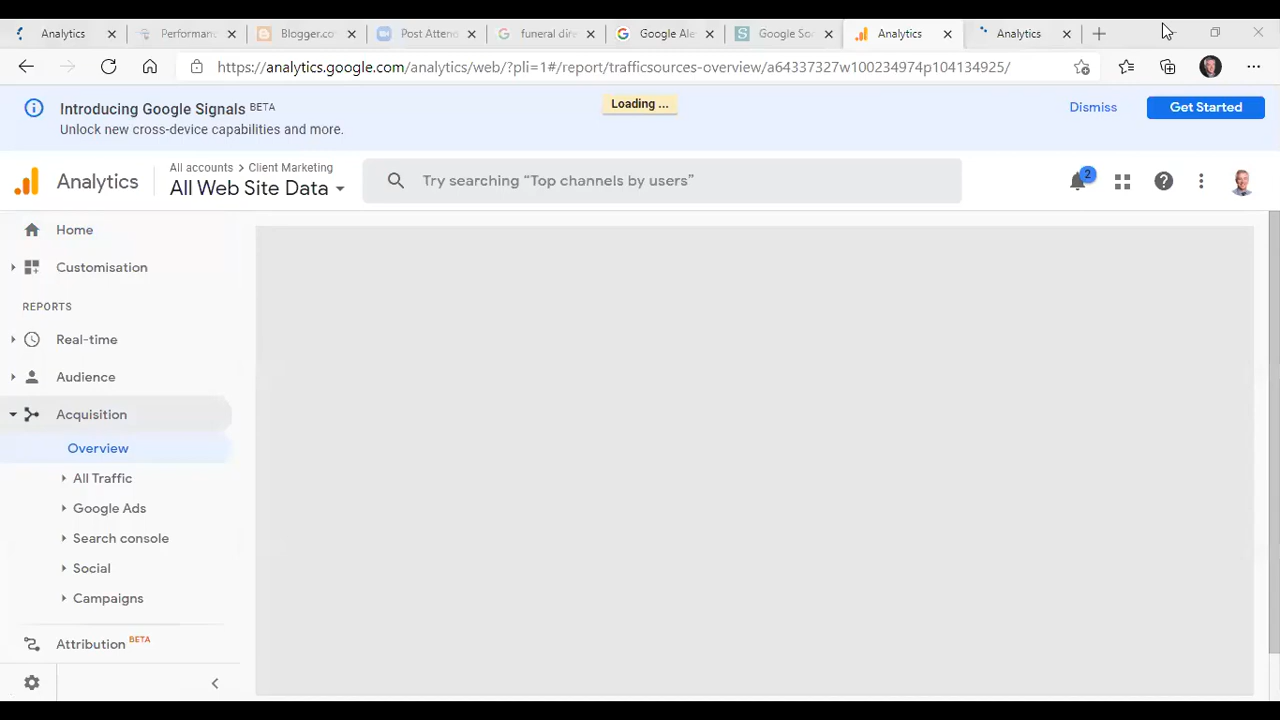 Analytics
Performanc
Blogger.co
Post Attend
funeral dire
Google Ale
Google Soc
Analytics
Analytics
https://analytics.google.com/analytics/web/?pli=1#/report/trafficsources-overview/a64337327w100234974p104134925/
Introducing Google Signals BETA
Loading ...
Dismiss
Get Started
Unlock new cross-device capabilities and more.
Analytics
All accounts > Client Marketing
All Web Site Data
Try searching “Top channels by users”
2
Home
Customisation
REPORTS
Real-time
Audience
Acquisition
Overview
All Traffic
Google Ads
Search console
Social
Campaigns
Attribution BETA